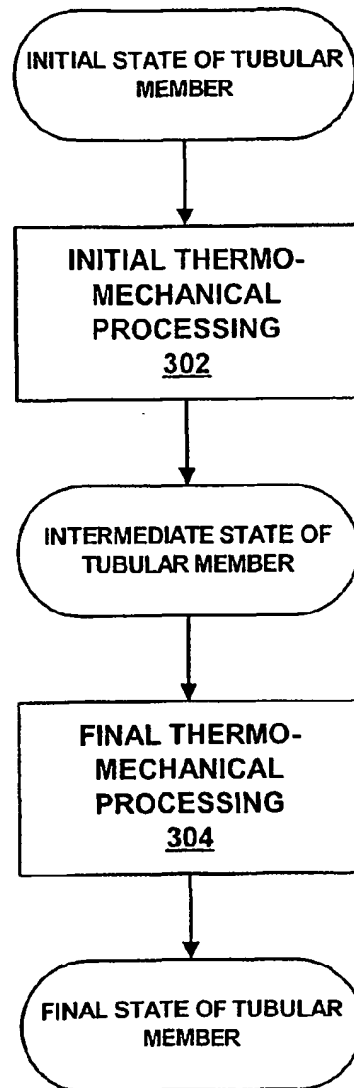 INITIAL STATE OF TUBULAR
MEMBER
INITIAL THERMO-
MECHANICAL
PROCESSING
302
INTERMEDIATE STATE OF
TUBULAR MEMBER
FINAL THERMO-
MECHANICAL
PROCESSING
304
FINAL STATE OF TUBULAR
MEMBER